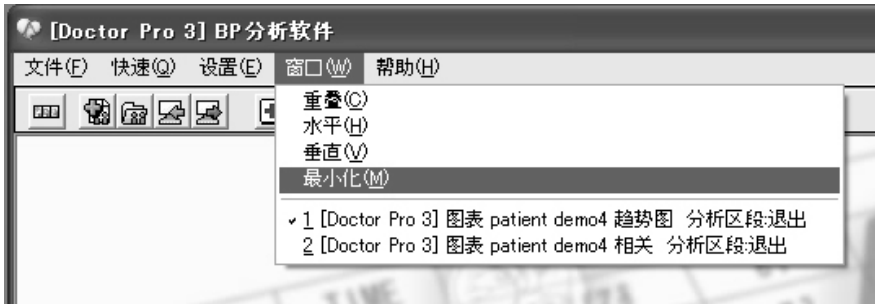 [Doctor Pro 3] BP分析软件
文件(F) 快速(Q) 设置(E) 窗口(W) 帮助(H)
重叠(C)
水平(H)
垂直(V)
最小化(M)
✓ 1 [Doctor Pro 3] 图表 patient demo4 趋势图 分析区段:退出
2 [Doctor Pro 3] 图表 patient demo4 相关 分析区段:退出
TIME